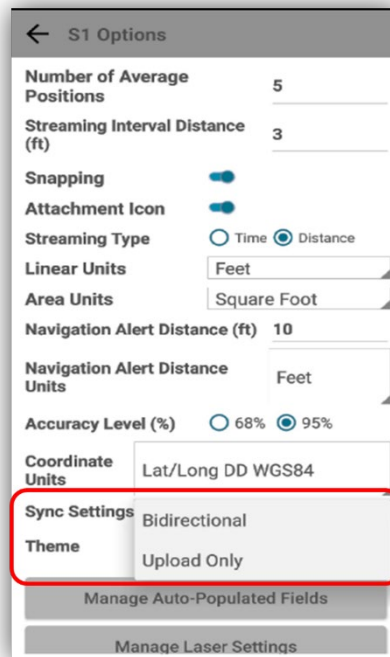 S1 Options
Number of Average
Positions
5
Streaming Interval Distance
(ft)
3
Snapping
Attachment Icon
Streaming Type
Time
Distance
Linear Units
Feet
Area Units
Square Foot
Navigation Alert Distance (ft)
10
Navigation Alert Distance
Units
Feet
Accuracy Level (%)
68%
95%
Coordinate
Units
Lat/Long DD WGS84
Sync Settings
Bidirectional
Theme
Upload Only
Manage Auto-Populated Fields
Manage Laser Settings